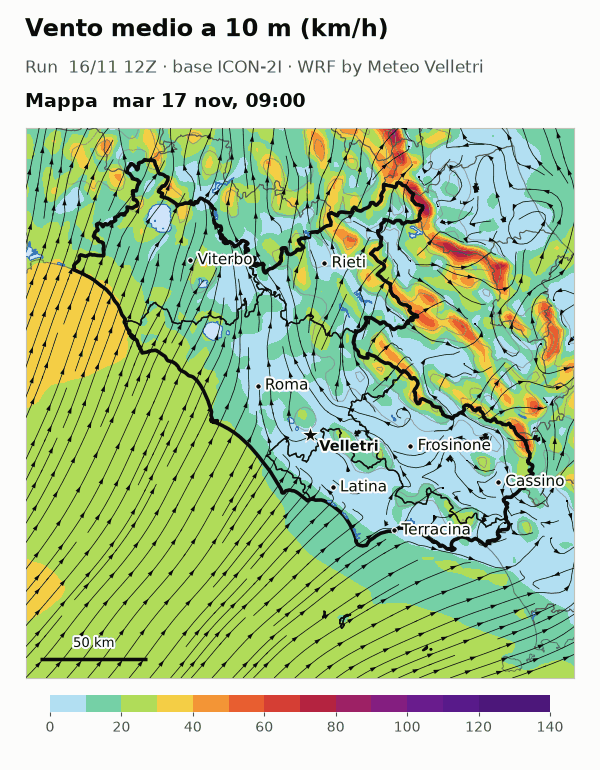 Vento medio a 10 m (km/h)
Run 16/11 12Z · base ICON-2I · WRF by Meteo Velletri
Mappa mar 17 nov, 09:00
Viterbo
Rieti
Roma
Velletri
Frosinone
Cassino
Latina
Terracina
50 km
0 20 40 60 80 100 120 140